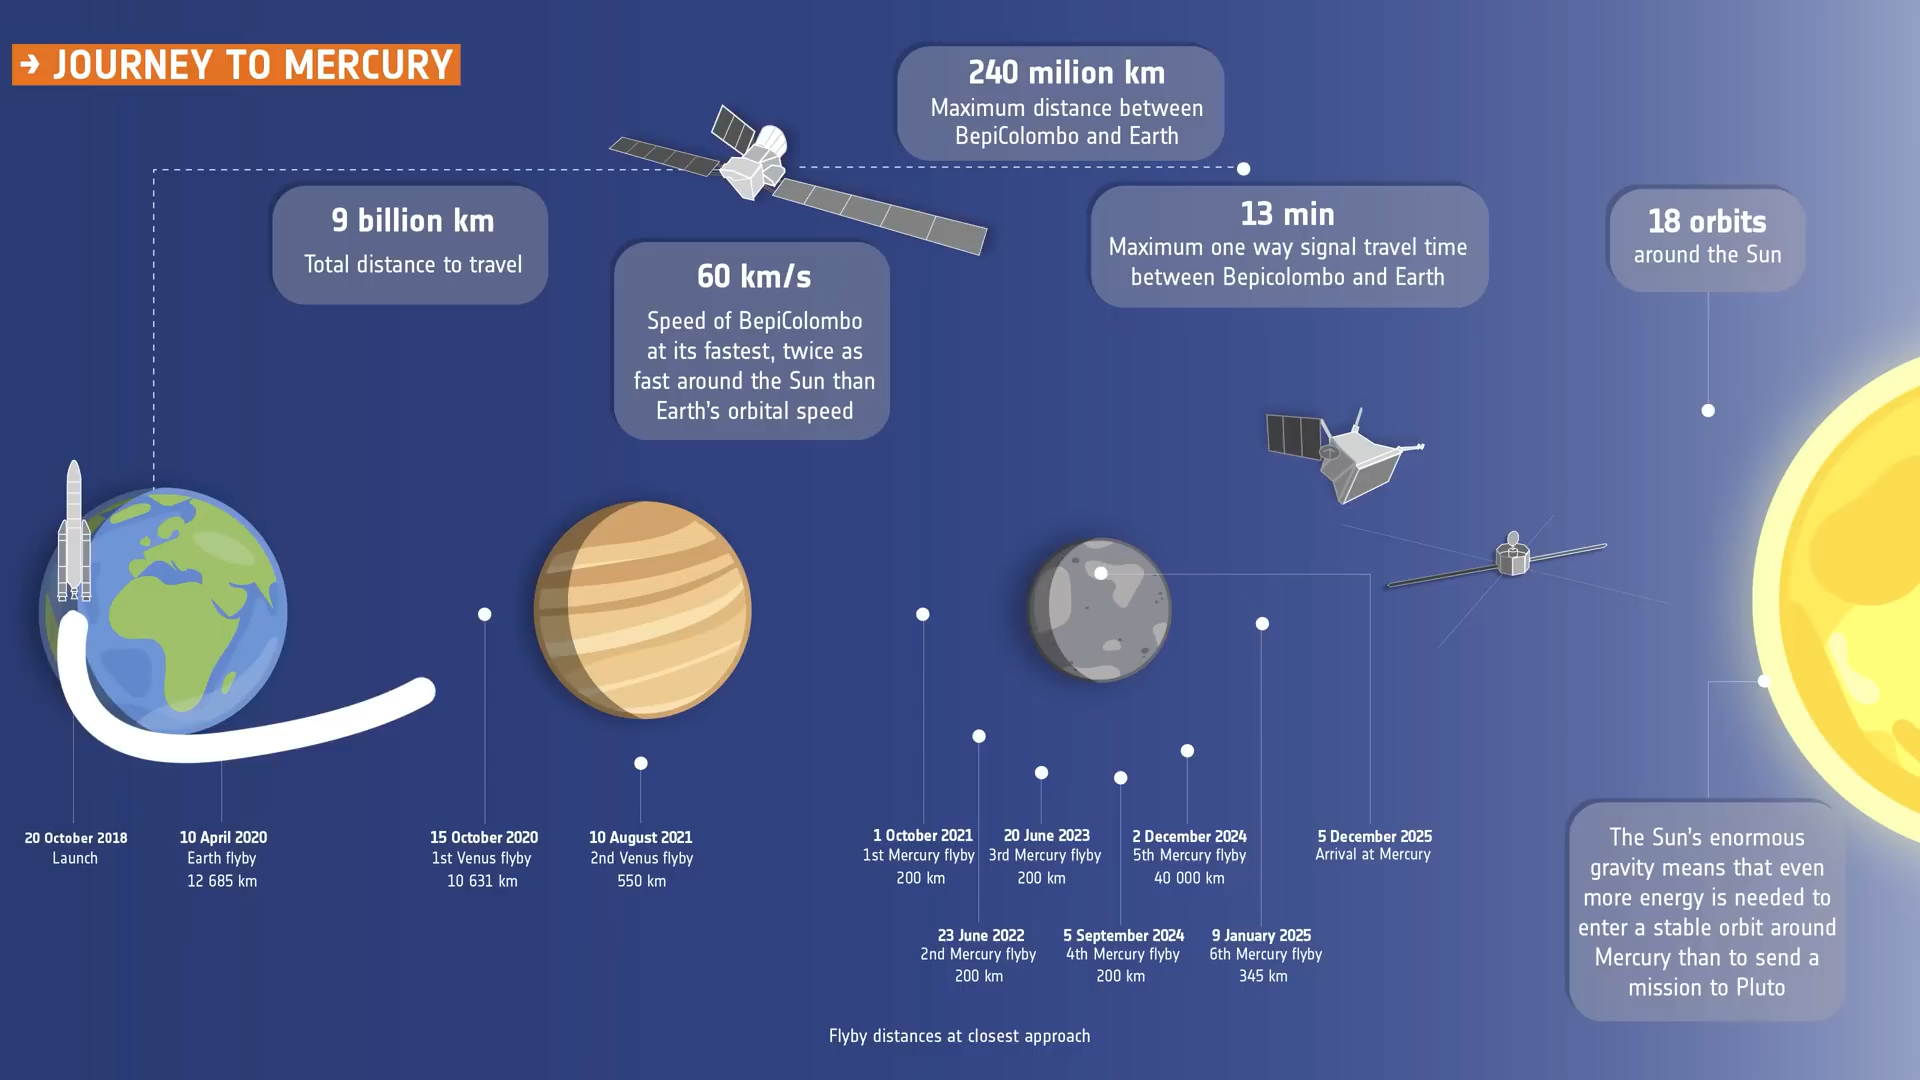 → JOURNEY TO MERCURY
240 milion km
Maximum distance between
BepiColombo and Earth
9 billion km
Total distance to travel
60 km/s
Speed of BepiColombo
at its fastest, twice as
fast around the Sun than
Earth's orbital speed
13 min
Maximum one way signal travel time
between Bepicolombo and Earth
18 orbits
around the Sun
20 October 2018
Launch
10 April 2020
Earth flyby
12 685 km
15 October 2020
1st Venus flyby
10 631 km
10 August 2021
2nd Venus flyby
550 km
1 October 2021
1st Mercury flyby
200 km
23 June 2022
2nd Mercury flyby
200 km
20 June 2023
3rd Mercury flyby
200 km
5 September 2024
4th Mercury flyby
200 km
2 December 2024
5th Mercury flyby
40 000 km
9 January 2025
6th Mercury flyby
345 km
5 December 2025
Arrival at Mercury
The Sun's enormous
gravity means that even
more energy is needed to
enter a stable orbit around
Mercury than to send a
mission to Pluto
Flyby distances at closest approach